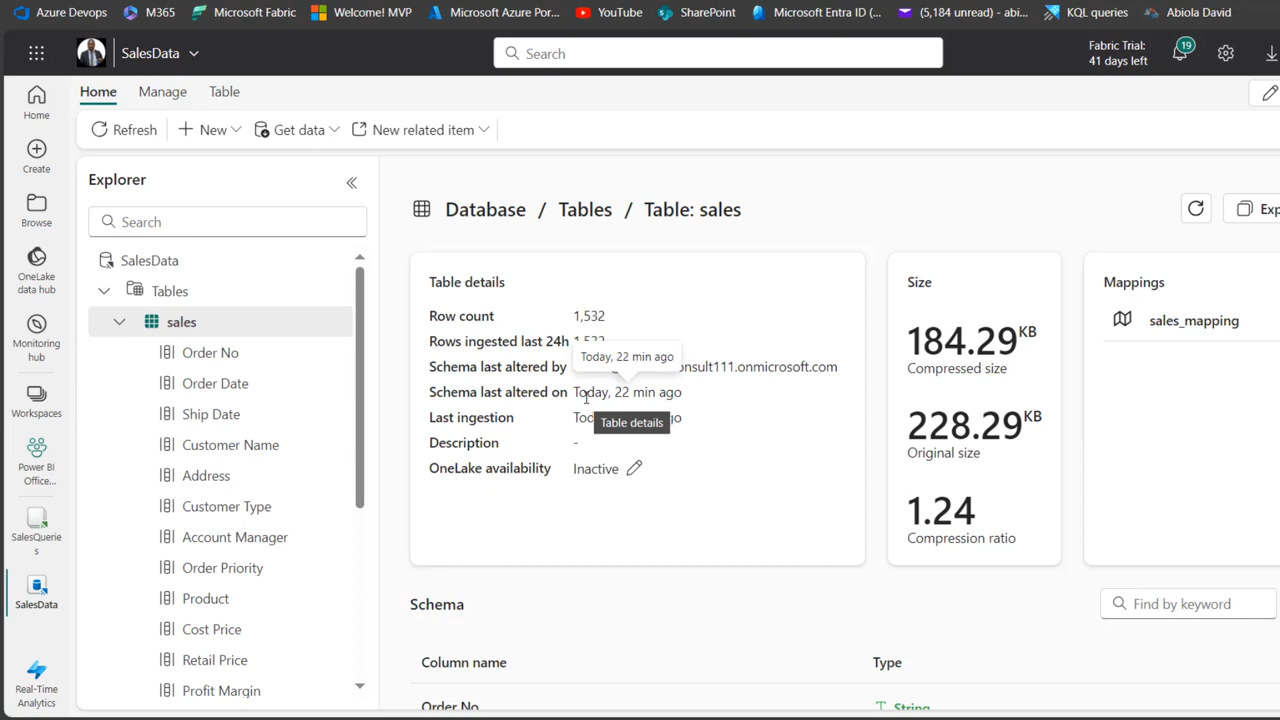 Azure Devops
M365
Microsoft Fabric
Welcome! MVP
Microsoft Azure Por...
YouTube
SharePoint
Microsoft Entra ID (...
(5,184 unread) - abi...
KQL queries
Abiola David
SalesData
Search
Fabric Trial:
41 days left
19
Home
Manage
Table
Refresh
New
Get data
New related item
Home
Create
Browse
OneLake
data hub
Monitoring
hub
Workspaces
Power BI
Office...
SalesQuerie
s
SalesData
Real-Time
Analytics
Explorer
Search
SalesData
Tables
sales
Order No
Order Date
Ship Date
Customer Name
Address
Customer Type
Account Manager
Order Priority
Product
Cost Price
Retail Price
Profit Margin
Database / Tables / Table: sales
Exp
Table details
Row count 1,532
Rows ingested last 24h 1,532
Today, 22 min ago
Schema last altered by onsult111.onmicrosoft.com
Schema last altered on Today, 22 min ago
Last ingestion Tod go
Table details
Description -
OneLake availability Inactive
Size
184.29 KB
Compressed size
228.29 KB
Original size
1.24
Compression ratio
Mappings
sales_mapping
Schema
Find by keyword
Column name Type
Order No String